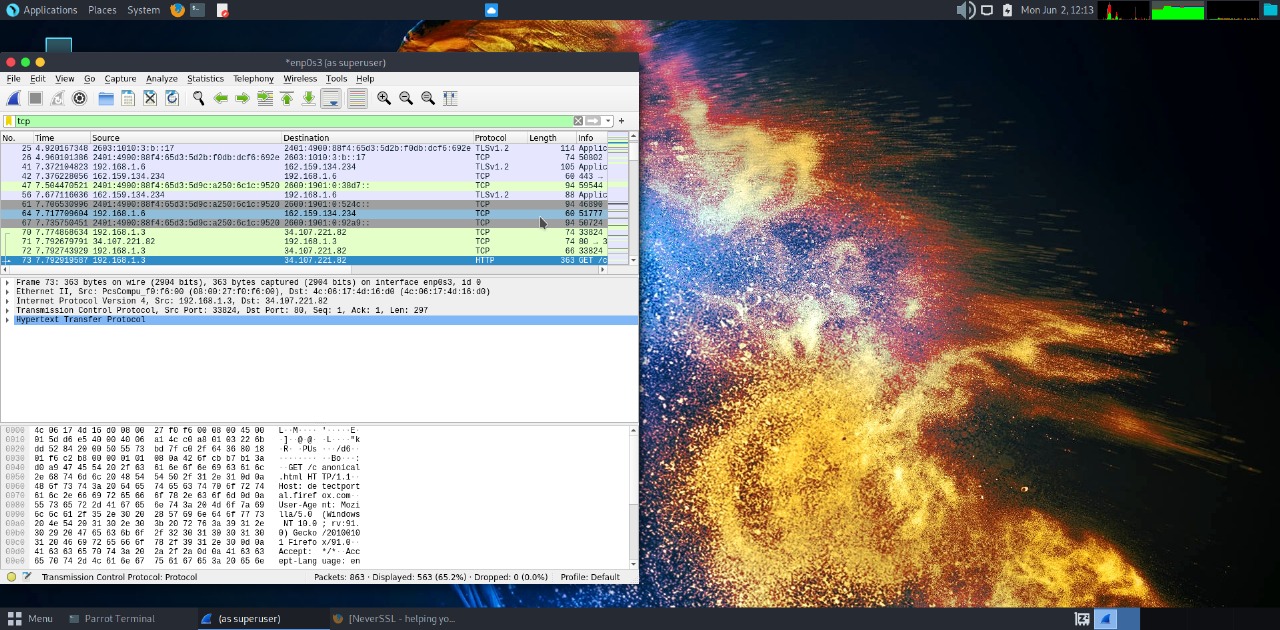 Applications Places System Mon Jun 2, 12:13
*enp0s3 (as superuser)
File Edit View Go Capture Analyze Statistics Telephony Wireless Tools Help
tcp
No. Time Source Destination Protocol Length Info
25 4.920167348 2603:1010:3:b::17 2401:4900:88f4:65d3:5d2b:f0db:dcf6:692e TLSv1.2 114 Applic
26 4.960101386 2401:4900:88f4:65d3:5d2b:f0db:dcf6:692e 2603:1010:3:b::17 TCP 74 50802
41 7.372104823 192.168.1.6 162.159.134.234 TLSv1.2 105 Applic
42 7.376228056 162.159.134.234 192.168.1.6 TCP 60 443 →
47 7.504470521 2401:4900:88f4:65d3:5d9c:a250:6c1c:9520 2600:1901:0:38d7:: TCP 94 59544
56 7.677116036 162.159.134.234 192.168.1.6 TLSv1.2 88 Applic
61 7.706530996 2401:4900:88f4:65d3:5d9c:a250:6c1c:9520 2600:1901:0:524c:: TCP 94 46890
64 7.717709604 192.168.1.6 162.159.134.234 TCP 60 51777
67 7.735750451 2401:4900:88f4:65d3:5d9c:a250:6c1c:9520 2600:1901:0:92a9:: TCP 94 50724
70 7.774868634 192.168.1.3 34.107.221.82 TCP 74 33824
71 7.792679791 34.107.221.82 192.168.1.3 TCP 74 80 → 3
72 7.792743929 192.168.1.3 34.107.221.82 TCP 66 33824
73 7.792919587 192.168.1.3 34.107.221.82 HTTP 363 GET /c
Frame 73: 363 bytes on wire (2904 bits), 363 bytes captured (2904 bits) on interface enp0s3, id 0
Ethernet II, Src: PcsCompu_f0:f6:00 (08:00:27:f0:f6:00), Dst: 4c:06:17:4d:16:d0 (4c:06:17:4d:16:d0)
Internet Protocol Version 4, Src: 192.168.1.3, Dst: 34.107.221.82
Transmission Control Protocol, Src Port: 33824, Dst Port: 80, Seq: 1, Ack: 1, Len: 297
Hypertext Transfer Protocol
0000 4c 06 17 4d 16 d0 08 00 27 f0 f6 00 08 00 45 00 L··M···· '·····E·
0010 01 5d d6 e5 40 00 40 06 a1 4c c0 a8 01 03 22 6b ·]··@·@· ·L····"k
0020 dd 52 84 20 00 50 55 73 bd 7f c0 2f 64 36 80 18 ·R· ·PUs ···/d6··
0030 01 f6 c2 b8 00 00 01 01 08 0a 42 6f cb b7 b1 3a ········ ··Bo···:
0040 d0 a9 47 45 54 20 2f 63 61 6e 6f 6e 69 63 61 6c ··GET /c anonical
0050 2e 68 74 6d 6c 20 48 54 54 50 2f 31 2e 31 0d 0a .html HT TP/1.1··
0060 48 6f 73 74 3a 20 64 65 74 65 63 74 70 6f 72 74 Host: de tectport
0070 61 6c 2e 66 69 72 65 66 6f 78 2e 63 6f 6d 0d 0a al.firef ox.com··
0080 55 73 65 72 2d 41 67 65 6e 74 3a 20 4d 6f 7a 69 User-Age nt: Mozi
0090 6c 6c 61 2f 35 2e 30 20 28 57 69 6e 64 6f 77 73 lla/5.0 (Windows
00a0 20 4e 54 20 31 30 2e 30 3b 20 72 76 3a 39 31 2e NT 10.0 ; rv:91.
00b0 30 29 20 47 65 63 6b 6f 2f 32 30 31 30 30 31 30 0) Gecko /2010010
00c0 31 20 46 69 72 65 66 6f 78 2f 39 31 2e 30 0d 0a 1 Firefo x/91.0··
00d0 41 63 63 65 70 74 3a 20 2a 2f 2a 0d 0a 41 63 63 Accept: */*··Acc
00e0 65 70 74 2d 4c 61 6e 67 75 61 67 65 3a 20 65 6e ept-Lang uage: en
Transmission Control Protocol: Protocol Packets: 863 · Displayed: 563 (65.2%) · Dropped: 0 (0.0%) Profile: Default
Menu Parrot Terminal (as superuser) [NeverSSL - helping yo...